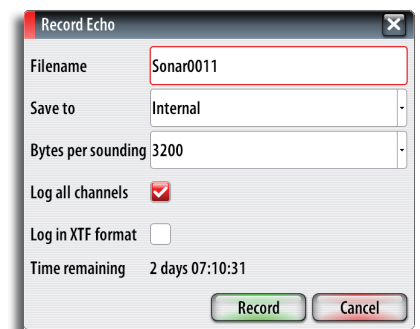 Record Echo
Filename Sonar0011
Save to Internal
Bytes per sounding 3200
Log all channels
Log in XTF format
Time remaining 2 days 07:10:31
Record Cancel